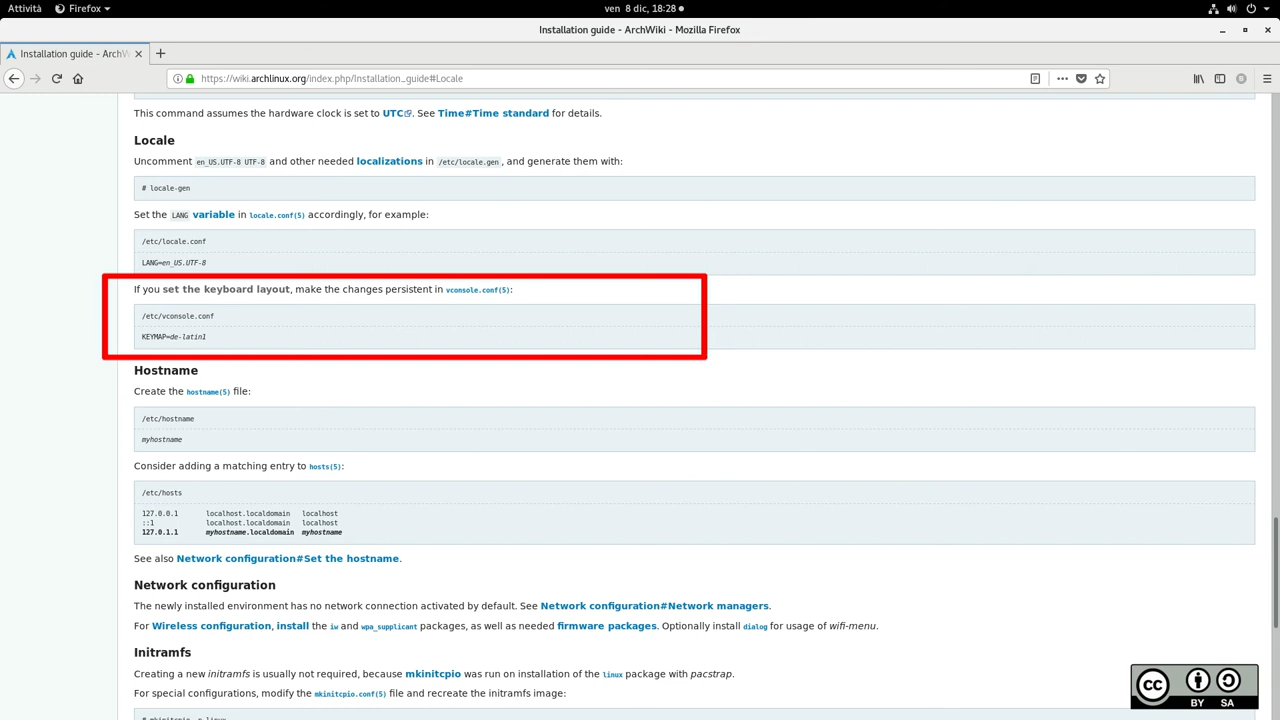 Attività Firefox ven 8 dic, 18:28
Installation guide - ArchWiki - Mozilla Firefox
Installation guide - ArchW
https://wiki.archlinux.org/index.php/Installation_guide#Locale
This command assumes the hardware clock is set to UTC. See Time#Time standard for details.
Locale
Uncomment en_US.UTF-8 UTF-8 and other needed localizations in /etc/locale.gen, and generate them with:
# locale-gen
Set the LANG variable in locale.conf(5) accordingly, for example:
/etc/locale.conf
LANG=en_US.UTF-8
If you set the keyboard layout, make the changes persistent in vconsole.conf(5):
/etc/vconsole.conf
KEYMAP=de-latin1
Hostname
Create the hostname(5) file:
/etc/hostname
myhostname
Consider adding a matching entry to hosts(5):
/etc/hosts
127.0.0.1 localhost.localdomain localhost
::1 localhost.localdomain localhost
127.0.1.1 myhostname.localdomain myhostname
See also Network configuration#Set the hostname.
Network configuration
The newly installed environment has no network connection activated by default. See Network configuration#Network managers.
For Wireless configuration, install the iw and wpa_supplicant packages, as well as needed firmware packages. Optionally install dialog for usage of wifi-menu.
Initramfs
Creating a new initramfs is usually not required, because mkinitcpio was run on installation of the linux package with pacstrap.
For special configurations, modify the mkinitcpio.conf(5) file and recreate the initramfs image:
# mkinitcpio -p linux
CC BY SA